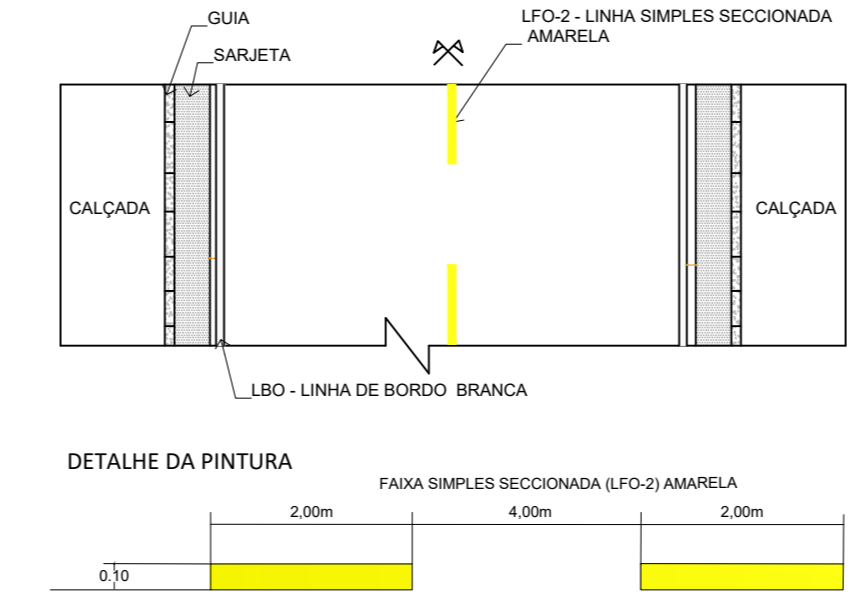 GUIA
LFO-2 - LINHA SIMPLES SECCIONADA
AMARELA
SARJETA
CALÇADA
CALÇADA
LBO - LINHA DE BORDO BRANCA
DETALHE DA PINTURA
FAIXA SIMPLES SECCIONADA (LFO-2) AMARELA
2,00m
4,00m
2,00m
0.10